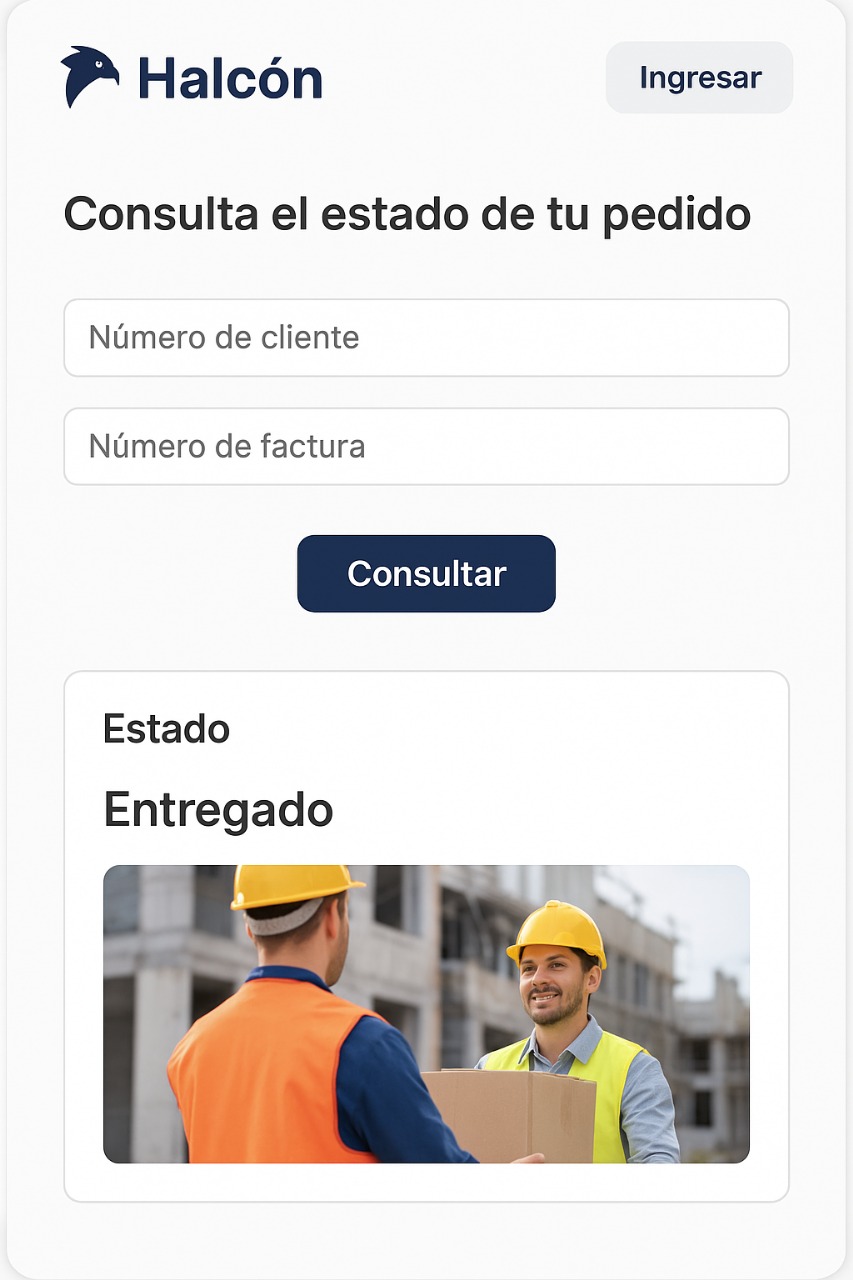 Halcón
Ingresar
Consulta el estado de tu pedido
Número de cliente
Número de factura
Consultar
Estado
Entregado